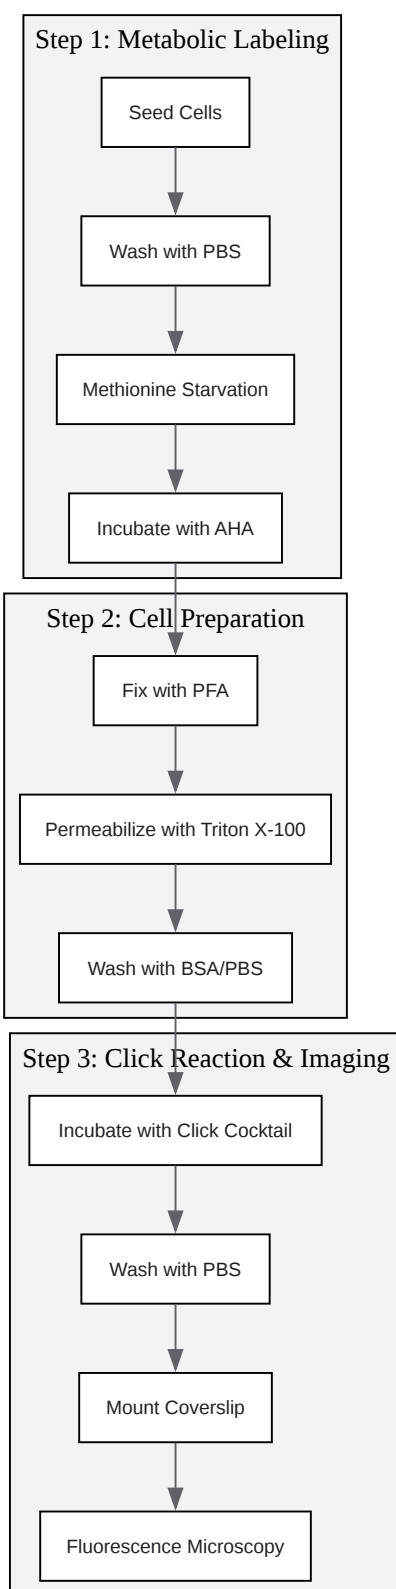 Step 1: Metabolic Labeling
Seed Cells
Wash with PBS
Methionine Starvation
Incubate with AHA
Step 2: Cell Preparation
Fix with PFA
Permeabilize with Triton X-100
Wash with BSA/PBS
Step 3: Click Reaction & Imaging
Incubate with Click Cocktail
Wash with PBS
Mount Coverslip
Fluorescence Microscopy